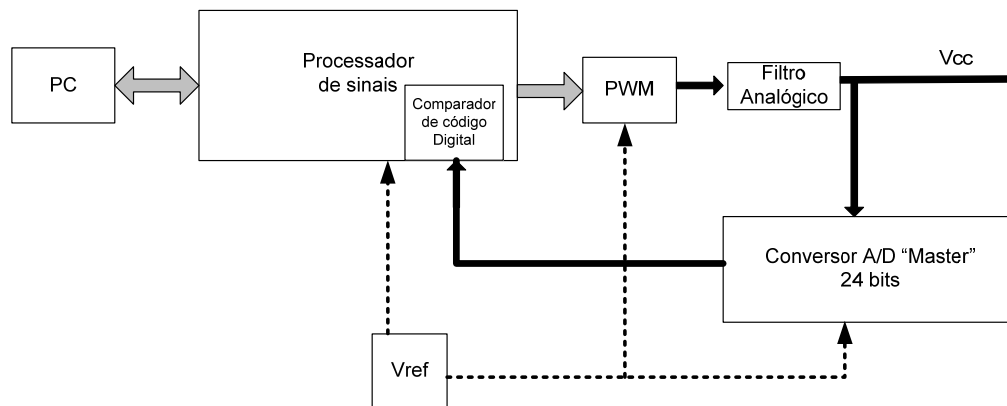 PC
Processador
de sinais
Comparador
de código
Digital
PWM
Filtro
Analógico
Vcc
Conversor A/D “Master”
24 bits
Vref